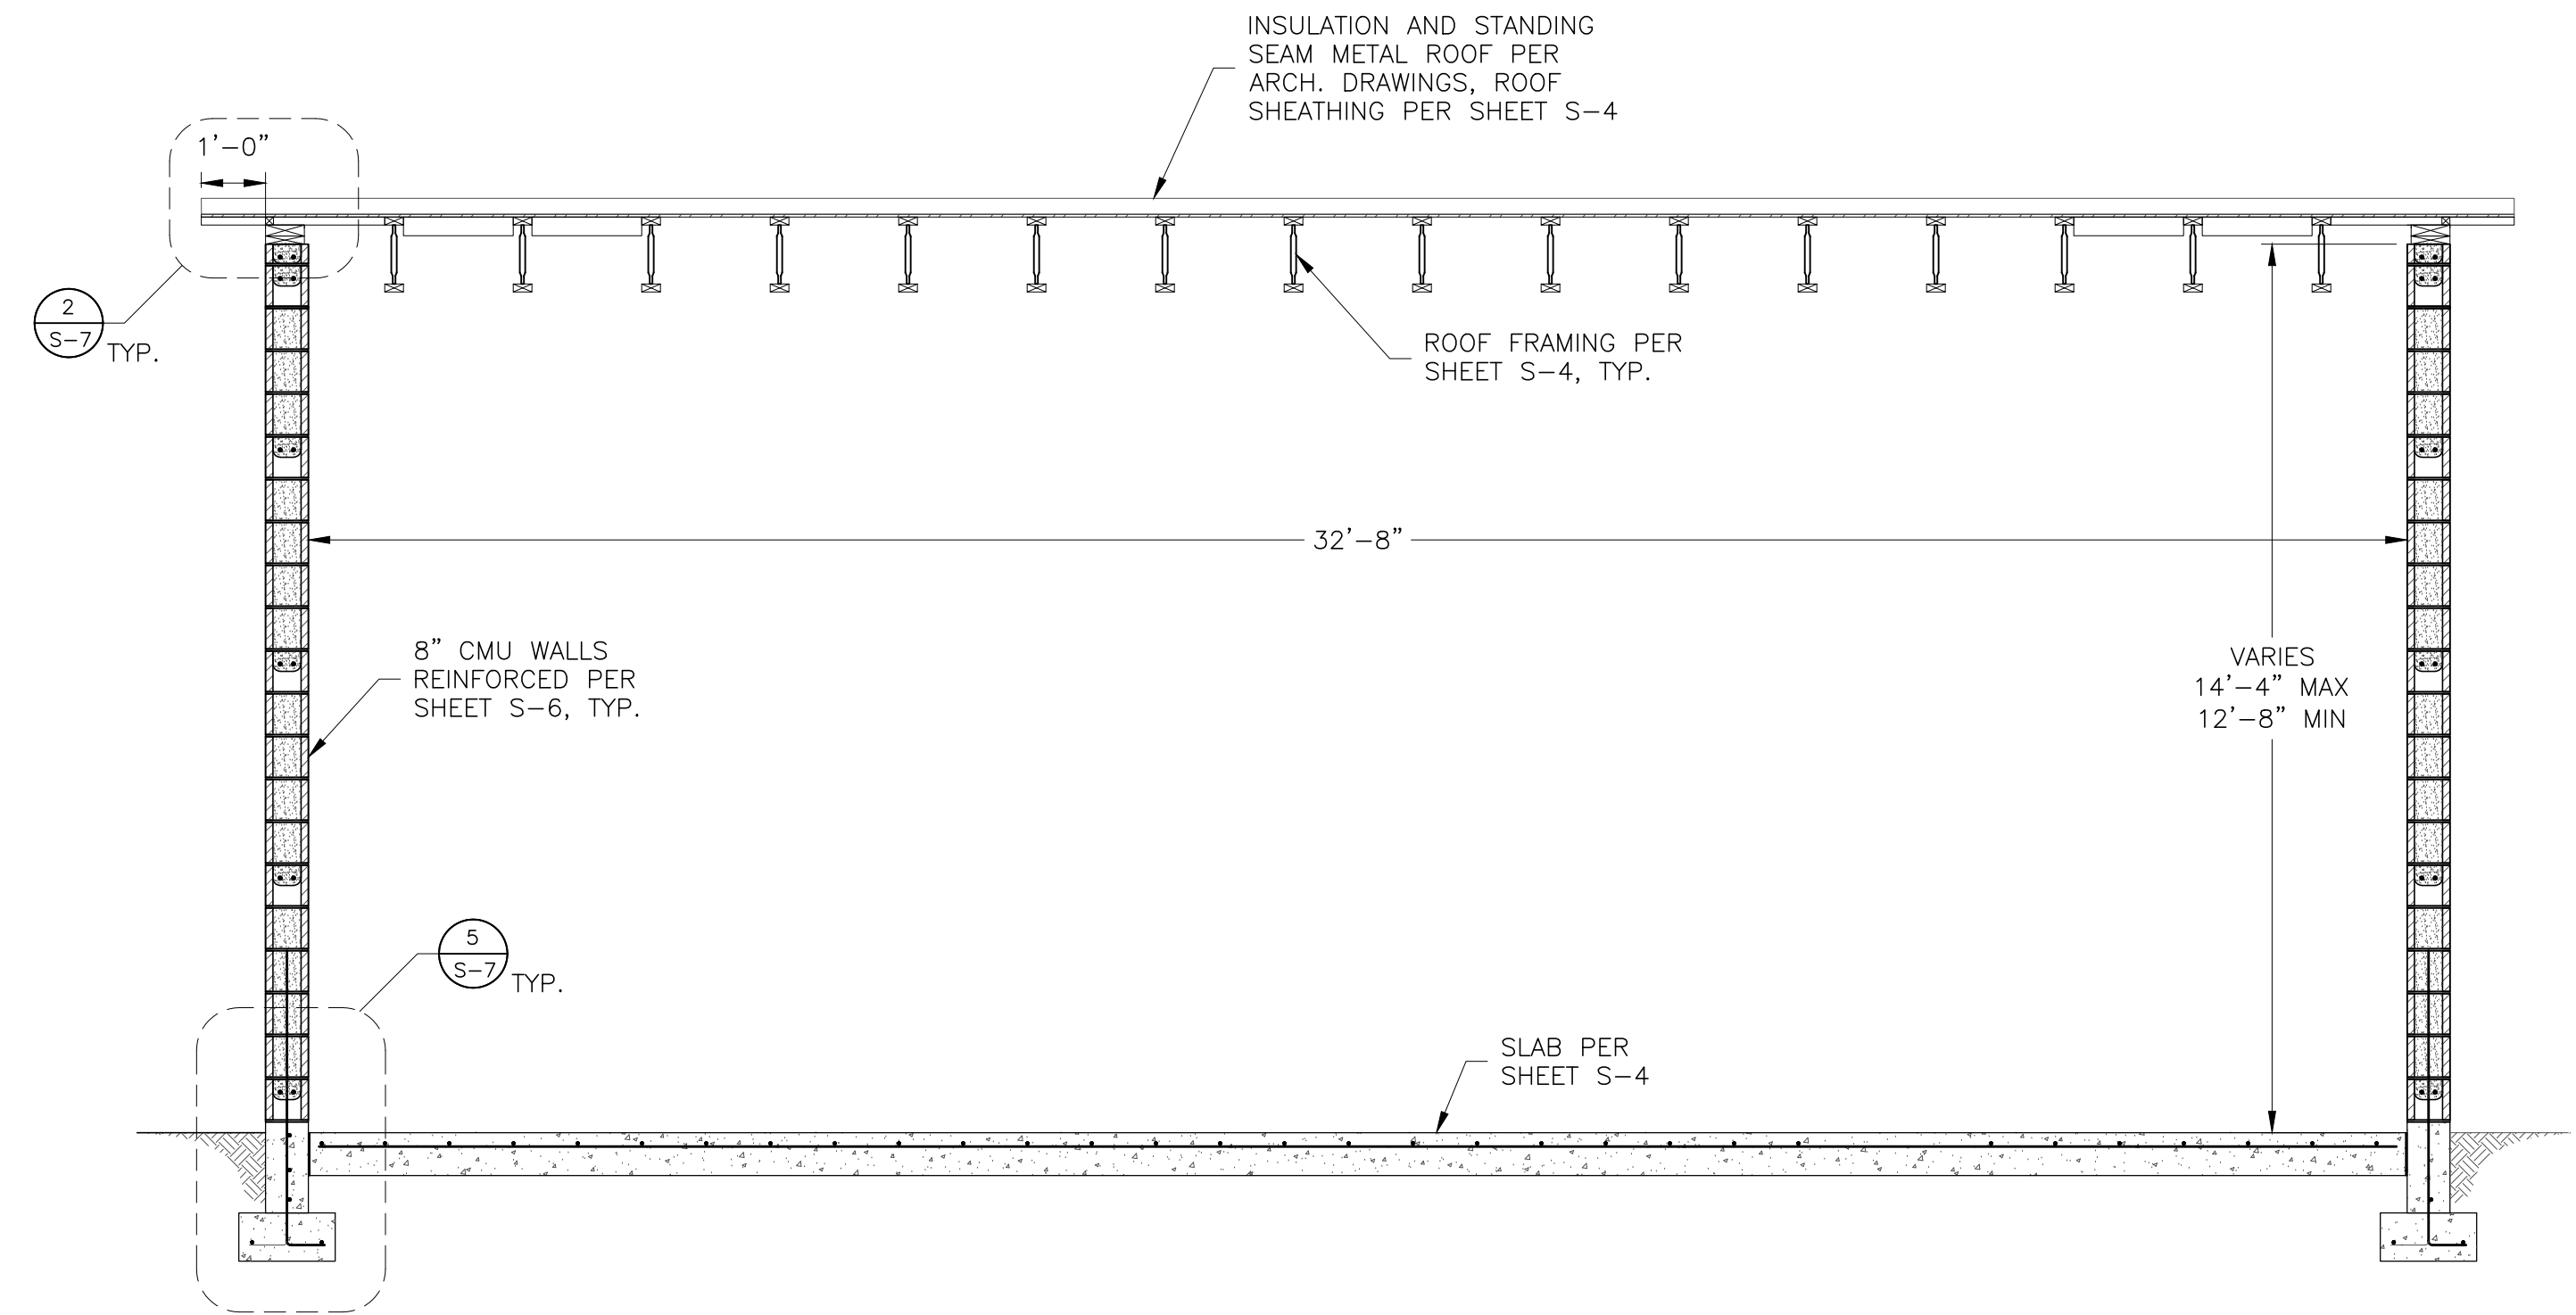 INSULATION AND STANDING
SEAM METAL ROOF PER
ARCH. DRAWINGS, ROOF
SHEATHING PER SHEET S-4
1'-0"
2
S-7
TYP.
ROOF FRAMING PER
SHEET S-4, TYP.
32'-8"
8" CMU WALLS
REINFORCED PER
SHEET S-6, TYP.
VARIES
14'-4" MAX
12'-8" MIN
5
S-7
TYP.
SLAB PER
SHEET S-4